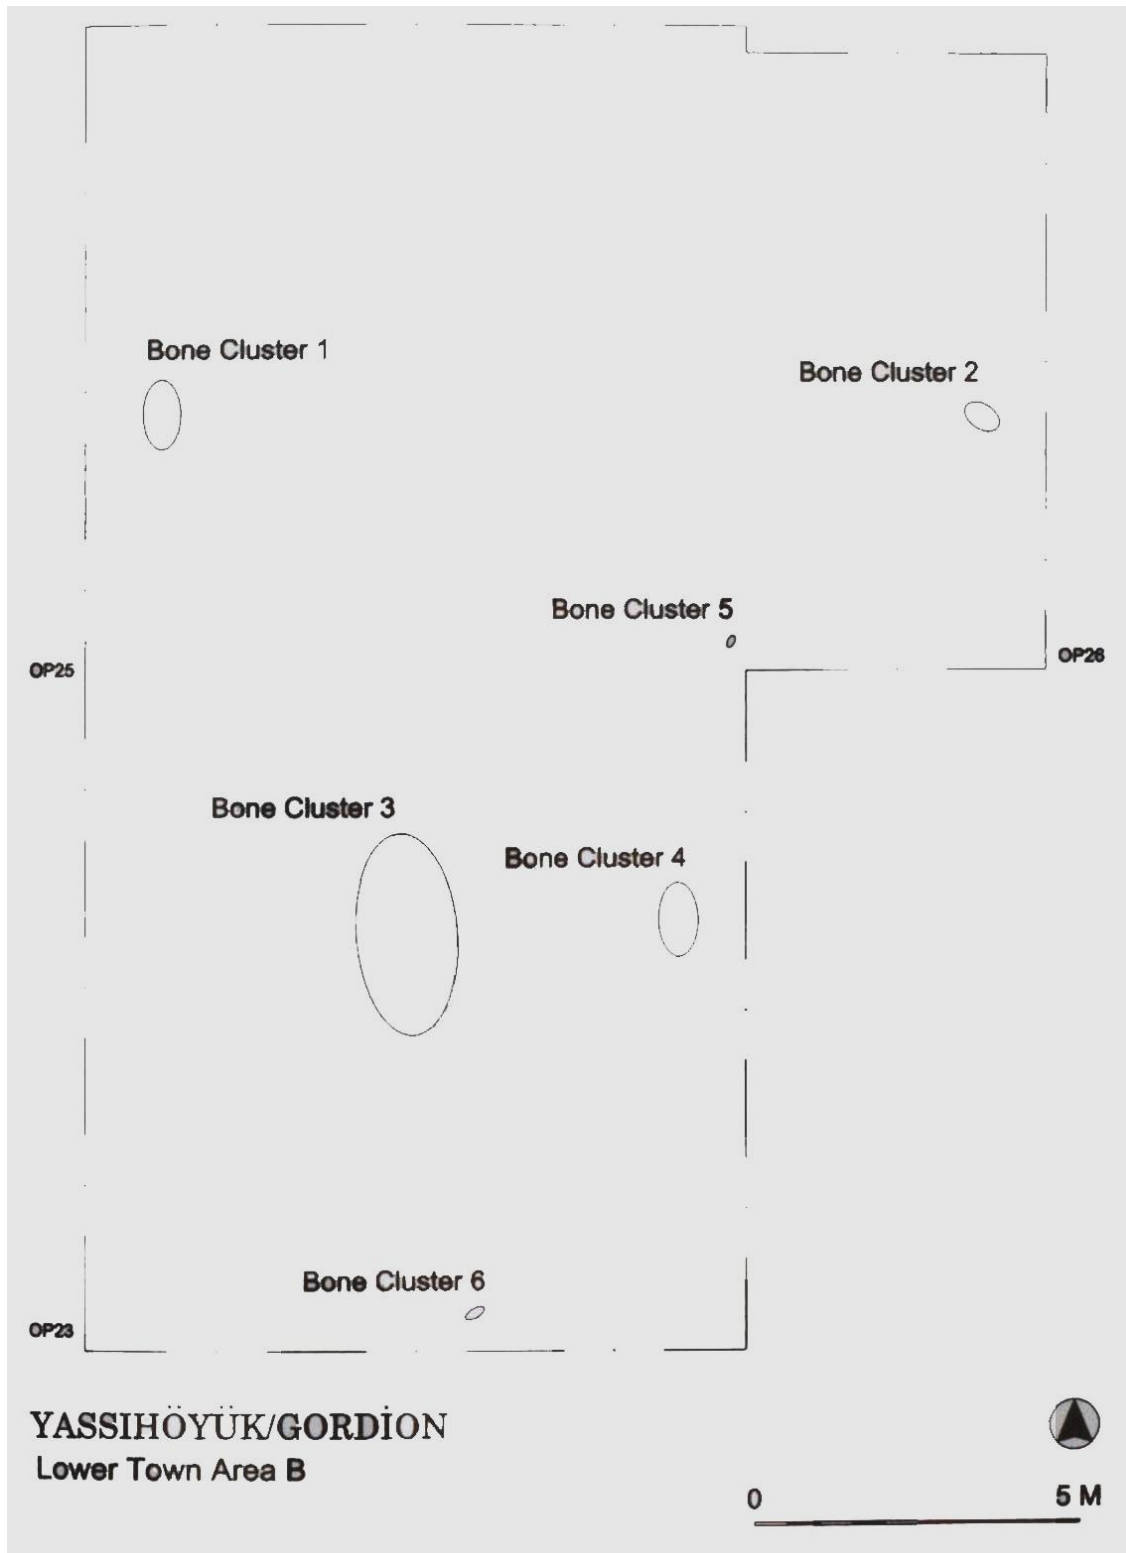 Bone Cluster 1
Bone Cluster 2
Bone Cluster 5
OP25
OP26
Bone Cluster 3
Bone Cluster 4
Bone Cluster 6
OP23
YASSIHÖYÜK/GORDİON
Lower Town Area B
0 5 M